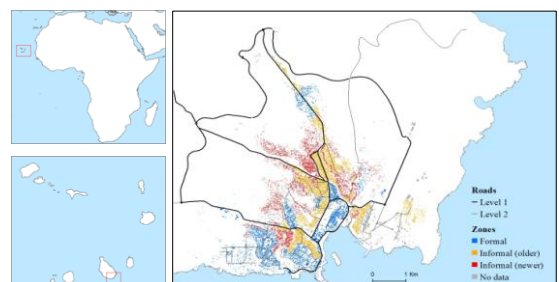 Roads
Level 1
Level 2
Zones
Formal
Informal (older)
Informal (newer)
No data
0 1 Km